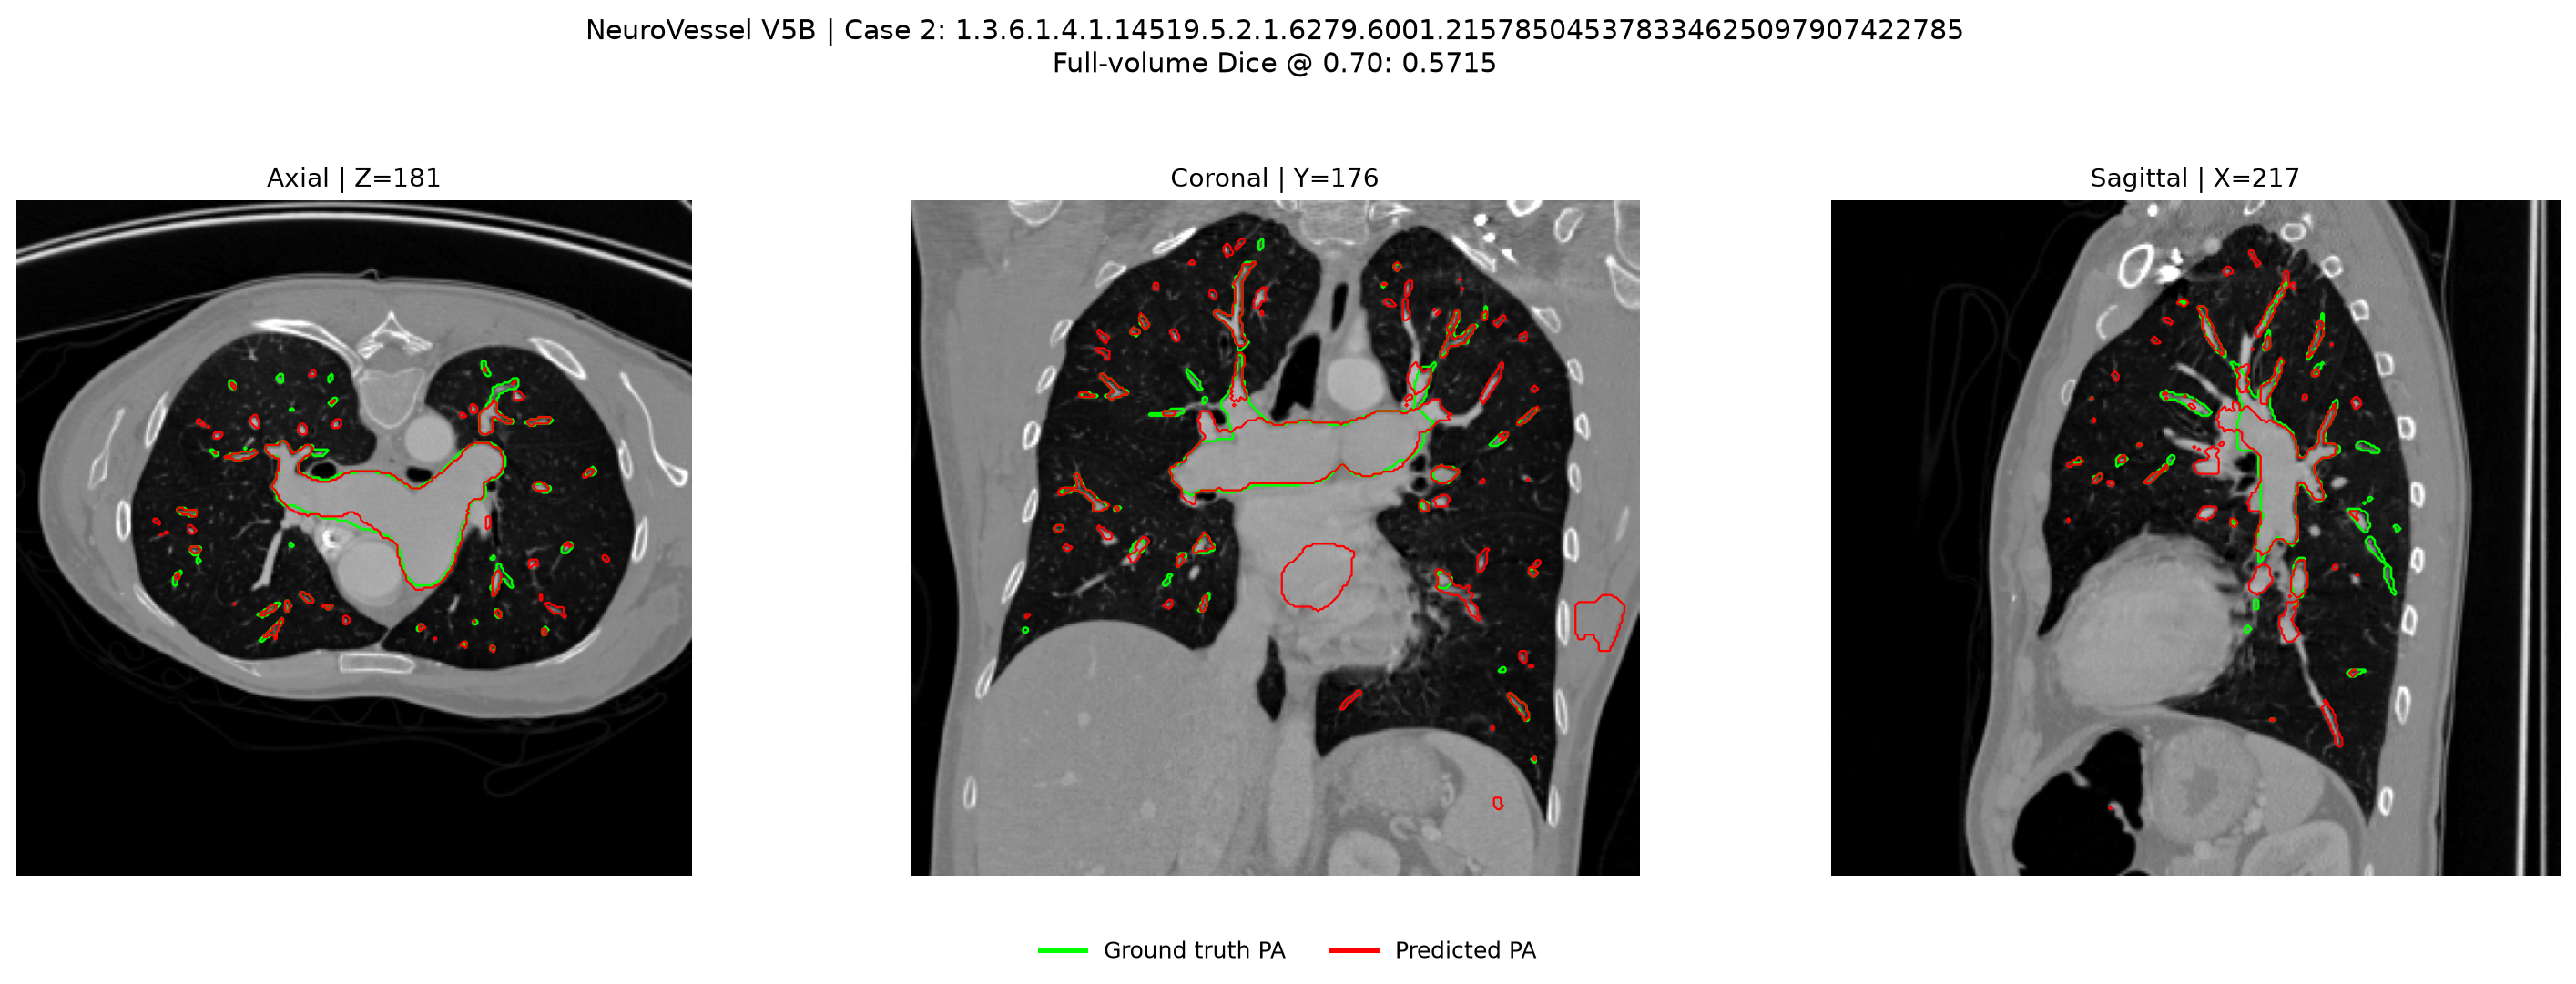 NeuroVessel V5B | Case 2: 1.3.6.1.4.1.14519.5.2.1.6279.6001.215785045378334625097907422785
Full-volume Dice @ 0.70: 0.5715
Axial | Z=181
Coronal | Y=176
Sagittal | X=217
Ground truth PA
Predicted PA